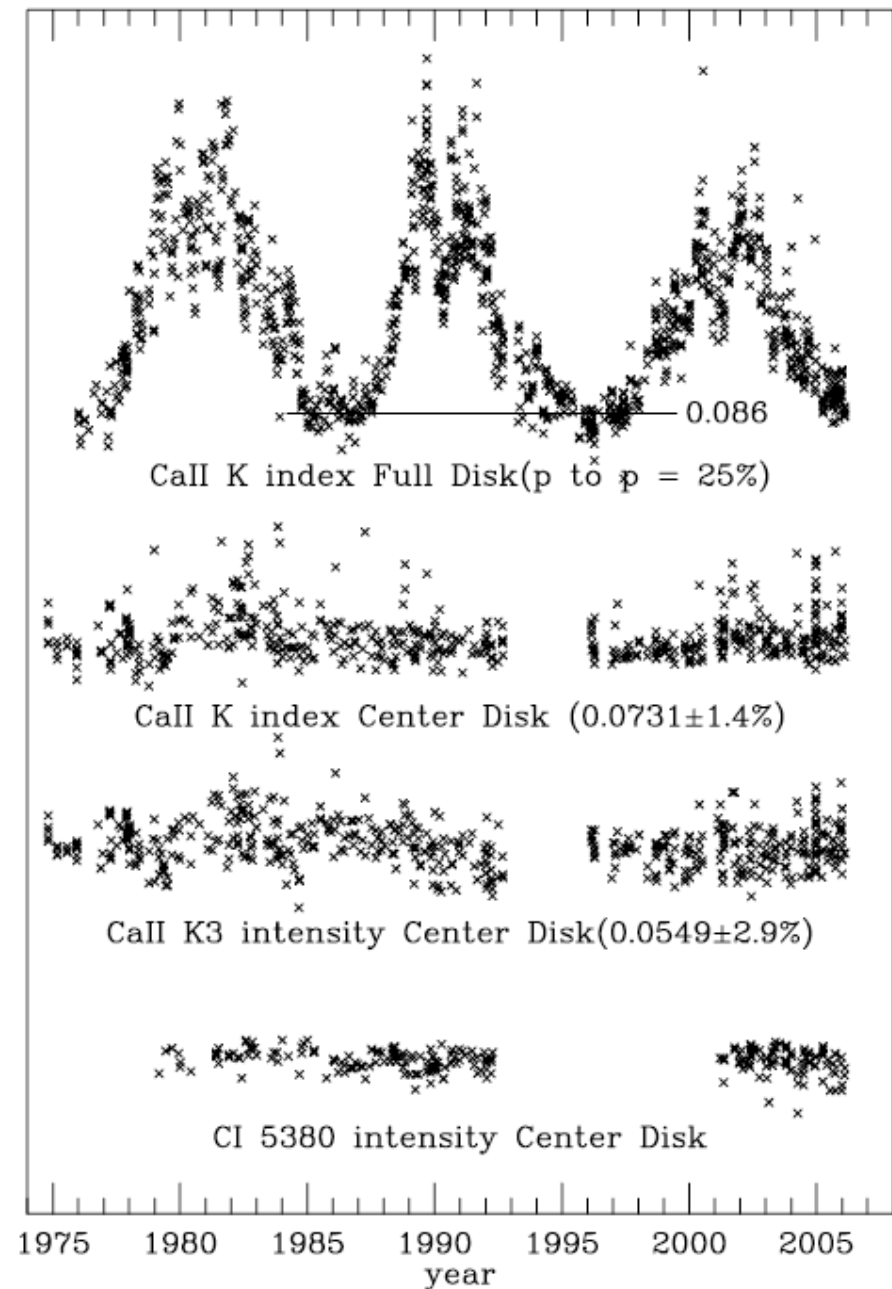 0.086
CaII K index Full Disk(p to p = 25%)
CaII K index Center Disk (0.0731±1.4%)
CaII K3 intensity Center Disk(0.0549±2.9%)
CI 5380 intensity Center Disk
1975 1980 1985 1990 1995 2000 2005
year